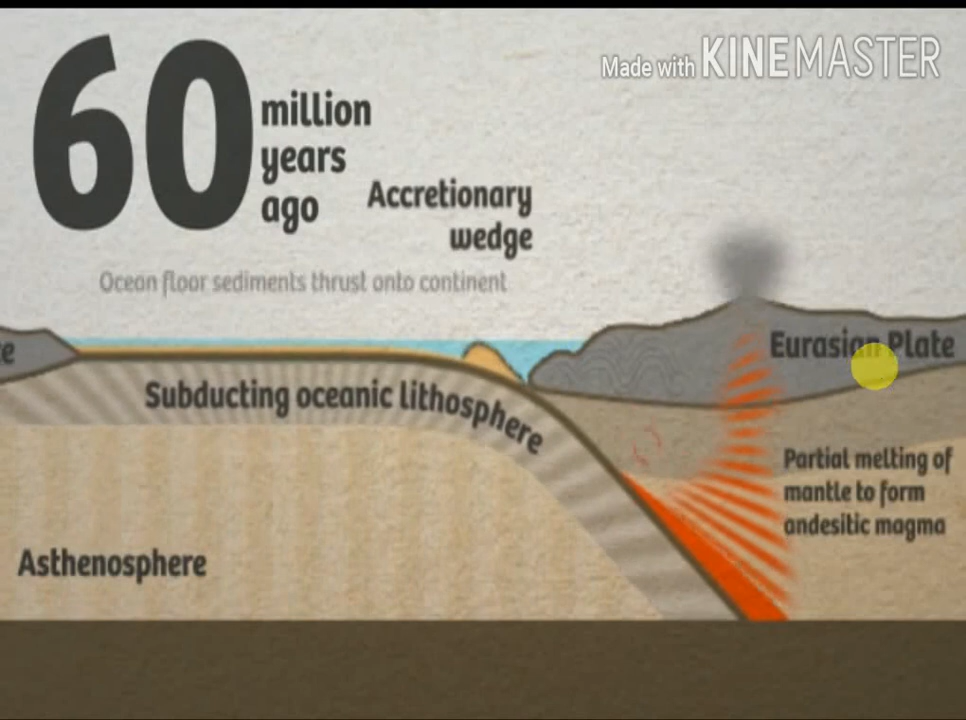 60
million
years
ago
Made with KINEMASTER
Accretionary
wedge
Ocean floor sediments thrust onto continent
Eurasian Plate
Subducting oceanic lithosphere
Partial melting of
mantle to form
andesitic magma
Asthenosphere